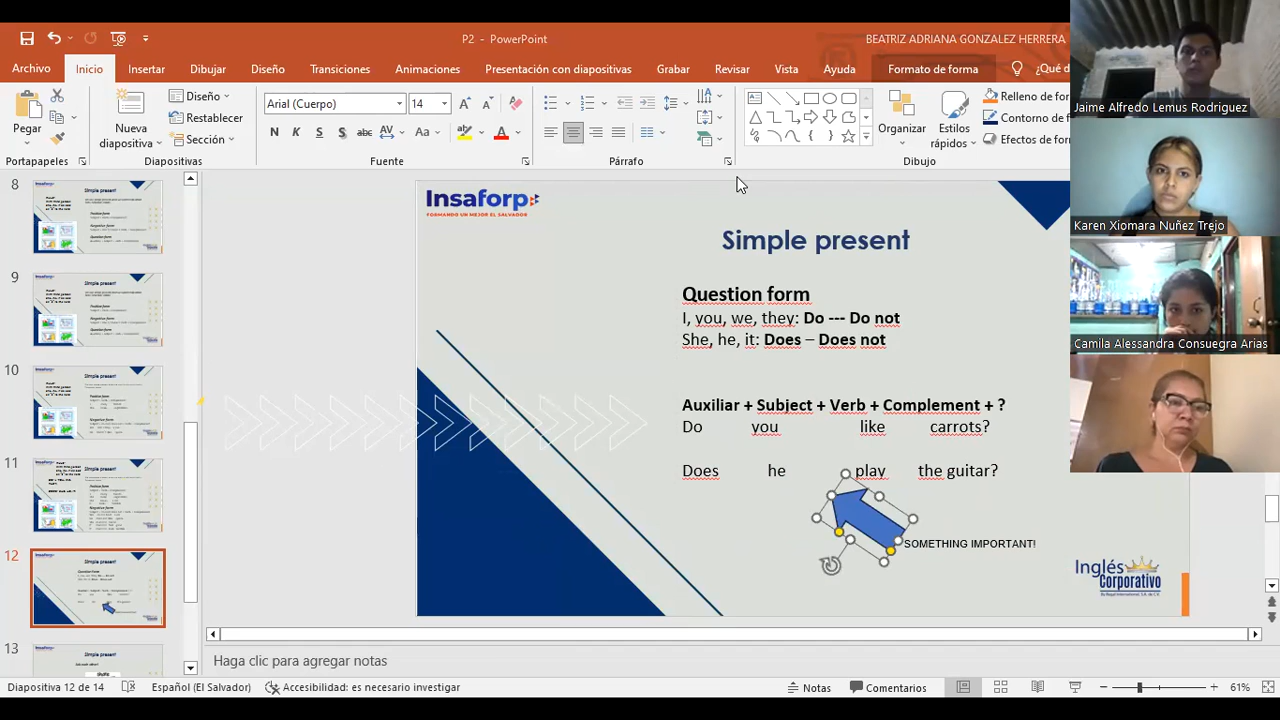 P2 - PowerPoint
BEATRIZ ADRIANA GONZALEZ HERRERA
Archivo Inicio Insertar Dibujar Diseño Transiciones Animaciones Presentación con diapositivas Grabar Revisar Vista Ayuda Formato de forma ¿Qué d
Pegar
Nueva diapositiva
Diseño
Restablecer
Sección
Arial (Cuerpo) 14
Organizar
Estilos rápidos
Relleno de for
Contorno de
Efectos de form
Portapapeles Diapositivas Fuente Párrafo Dibujo
Jaime Alfredo Lemus Rodriguez
Karen Xiomara Nuñez Trejo
Camila Alessandra Consuegra Arias
8
9
10
11
12
13
Insaforp
FORMANDO UN MEJOR EL SALVADOR
Simple present
Question form
I, you, we, they: Do --- Do not
She, he, it: Does – Does not
Auxiliar + Subject + Verb + Complement + ?
Do you like carrots?
Does he play the guitar?
SOMETHING IMPORTANT!
Inglés
Corporativo
Haga clic para agregar notas
Diapositiva 12 de 14 Español (El Salvador) Accesibilidad: es necesario investigar Notas Comentarios 61%